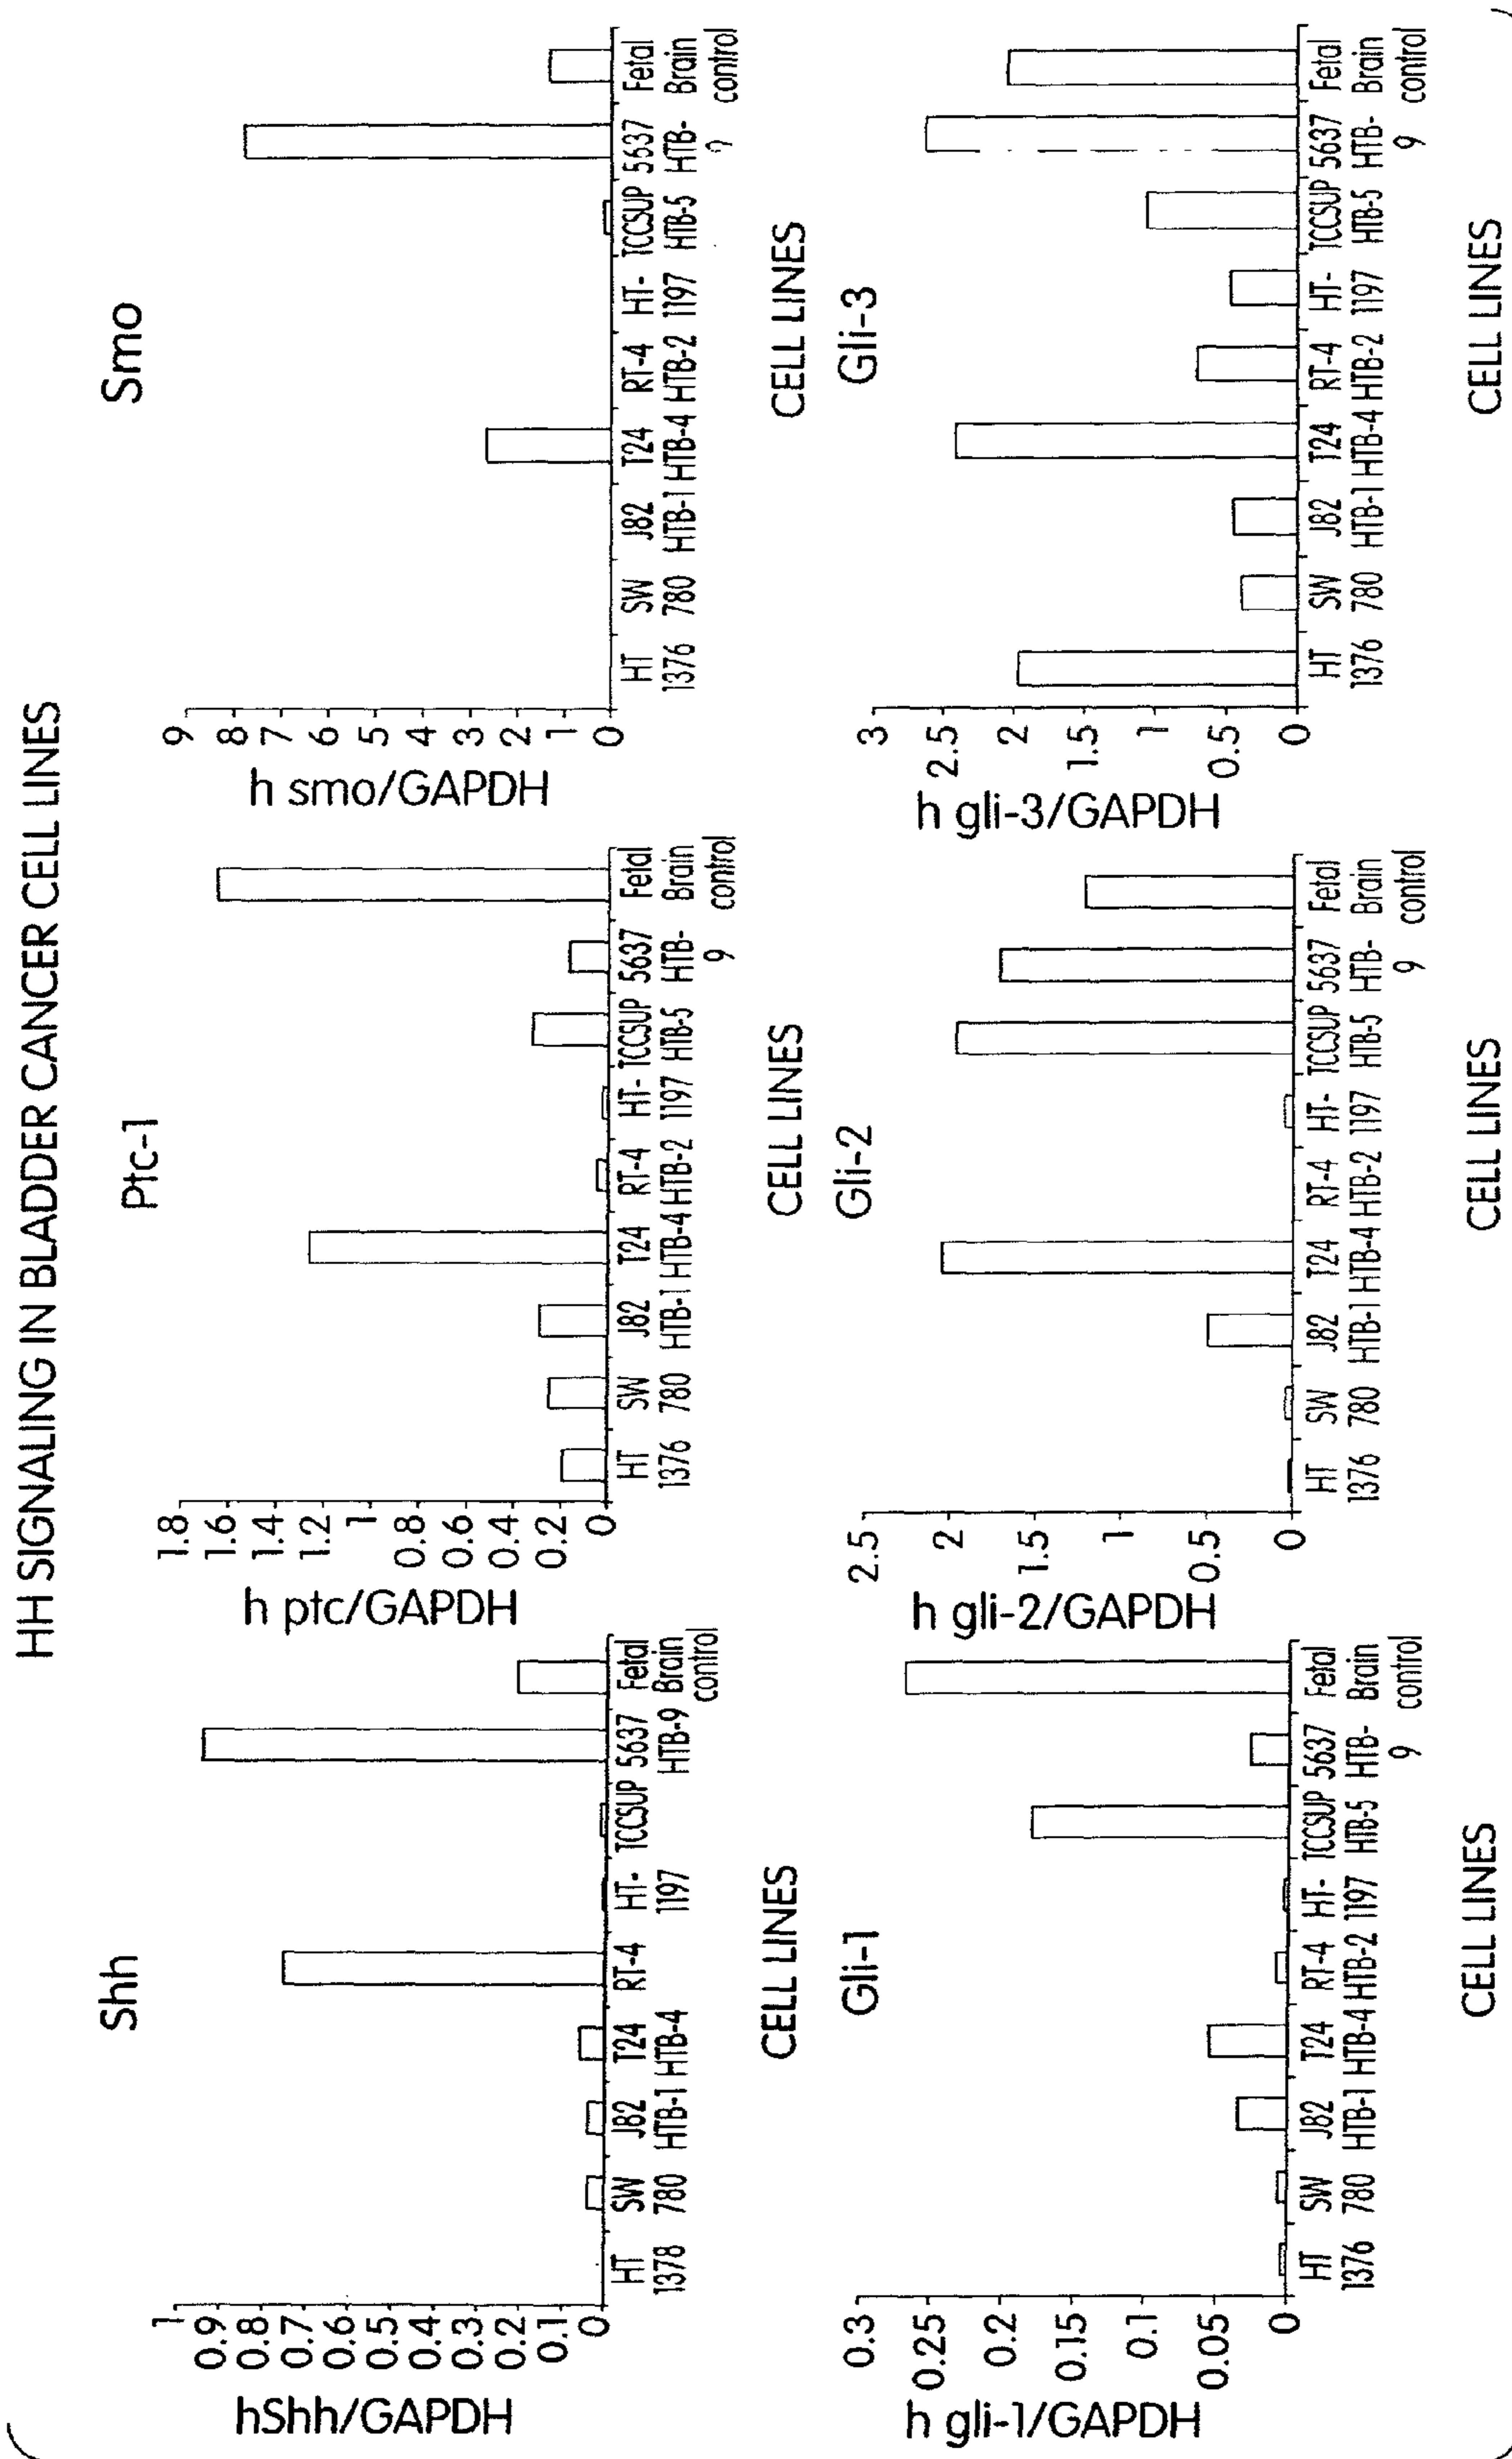 HH SIGNALING IN BLADDER CANCER CELL LINES
Shh
hShh/GAPDH
1
0.9
0.8
0.7
0.6
0.5
0.4
0.3
0.2
0.1
0
HT SW J82 T24 RT-4 HT- TCCSUP 5637 Fetal
1378 780 HTB-1 HTB-4 1197 HTB-9 Brain
control
CELL LINES
Ptc-1
h ptc/GAPDH
1.8
1.6
1.4
1.2
1
0.8
0.6
0.4
0.2
0
HT SW J82 T24 RT-4 HT- TCCSUP 5637 Fetal
1376 780 HTB-1 HTB-4 HTB-2 1197 HTB-5 HTB- Brain
9 control
CELL LINES
Smo
h smo/GAPDH
9
8
7
6
5
4
3
2
1
0
HT SW J82 T24 RT-4 HT- TCCSUP 5637 Fetal
1376 780 HTB-1 HTB-4 HTB-2 1197 HTB-5 HTB- Brain
control
CELL LINES
Gli-1
h gli-1/GAPDH
0.3
0.25
0.2
0.15
0.1
0.05
0
HT SW J82 T24 RT-4 HT- TCCSUP 5637 Fetal
1376 780 HTB-1 HTB-4 HTB-2 1197 HTB-5 HTB- Brain
9 control
CELL LINES
Gli-2
h gli-2/GAPDH
2.5
2
1.5
1
0.5
0
HT SW J82 T24 RT-4 HT- TCCSUP 5637 Fetal
1376 780 HTB-1 HTB-4 HTB-2 1197 HTB-5 HTB- Brain
9 control
CELL LINES
Gli-3
h gli-3/GAPDH
3
2.5
2
1.5
1
0.5
0
HT SW J82 T24 RT-4 HT- TCCSUP 5637 Fetal
1376 780 HTB-1 HTB-4 HTB-2 1197 HTB-5 HTB- Brain
9 control
CELL LINES